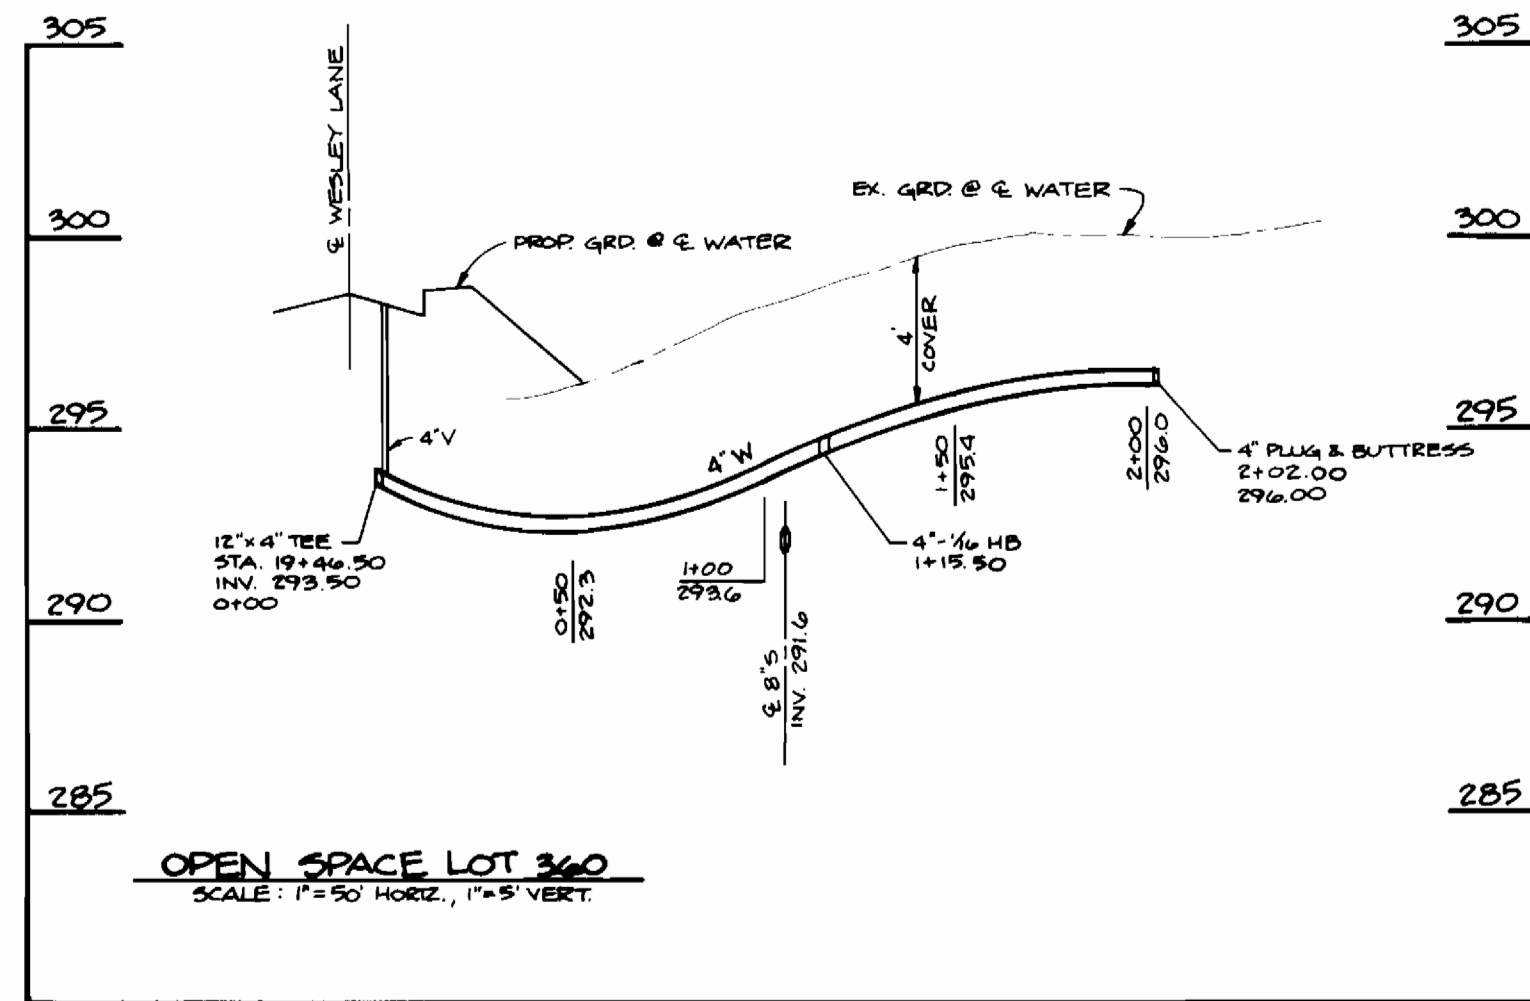 305
305
℄ WESLEY LANE
EX. GRD. @ ℄ WATER
300
300
PROP. GRD. @ ℄ WATER
4'
COVER
295
295
4"V
4"W
1+50
295.4
2+00
296.0
4" PLUG & BUTTRESS
2+02.00
296.00
12"x4" TEE
STA. 19+46.50
INV. 293.50
0+00
4"-1/16 HB
1+15.50
0+50
292.3
1+00
293.6
290
290
℄ 8"S
INV. 291.6
285
285
OPEN SPACE LOT 360
SCALE: 1"=50' HORIZ., 1"=5' VERT.